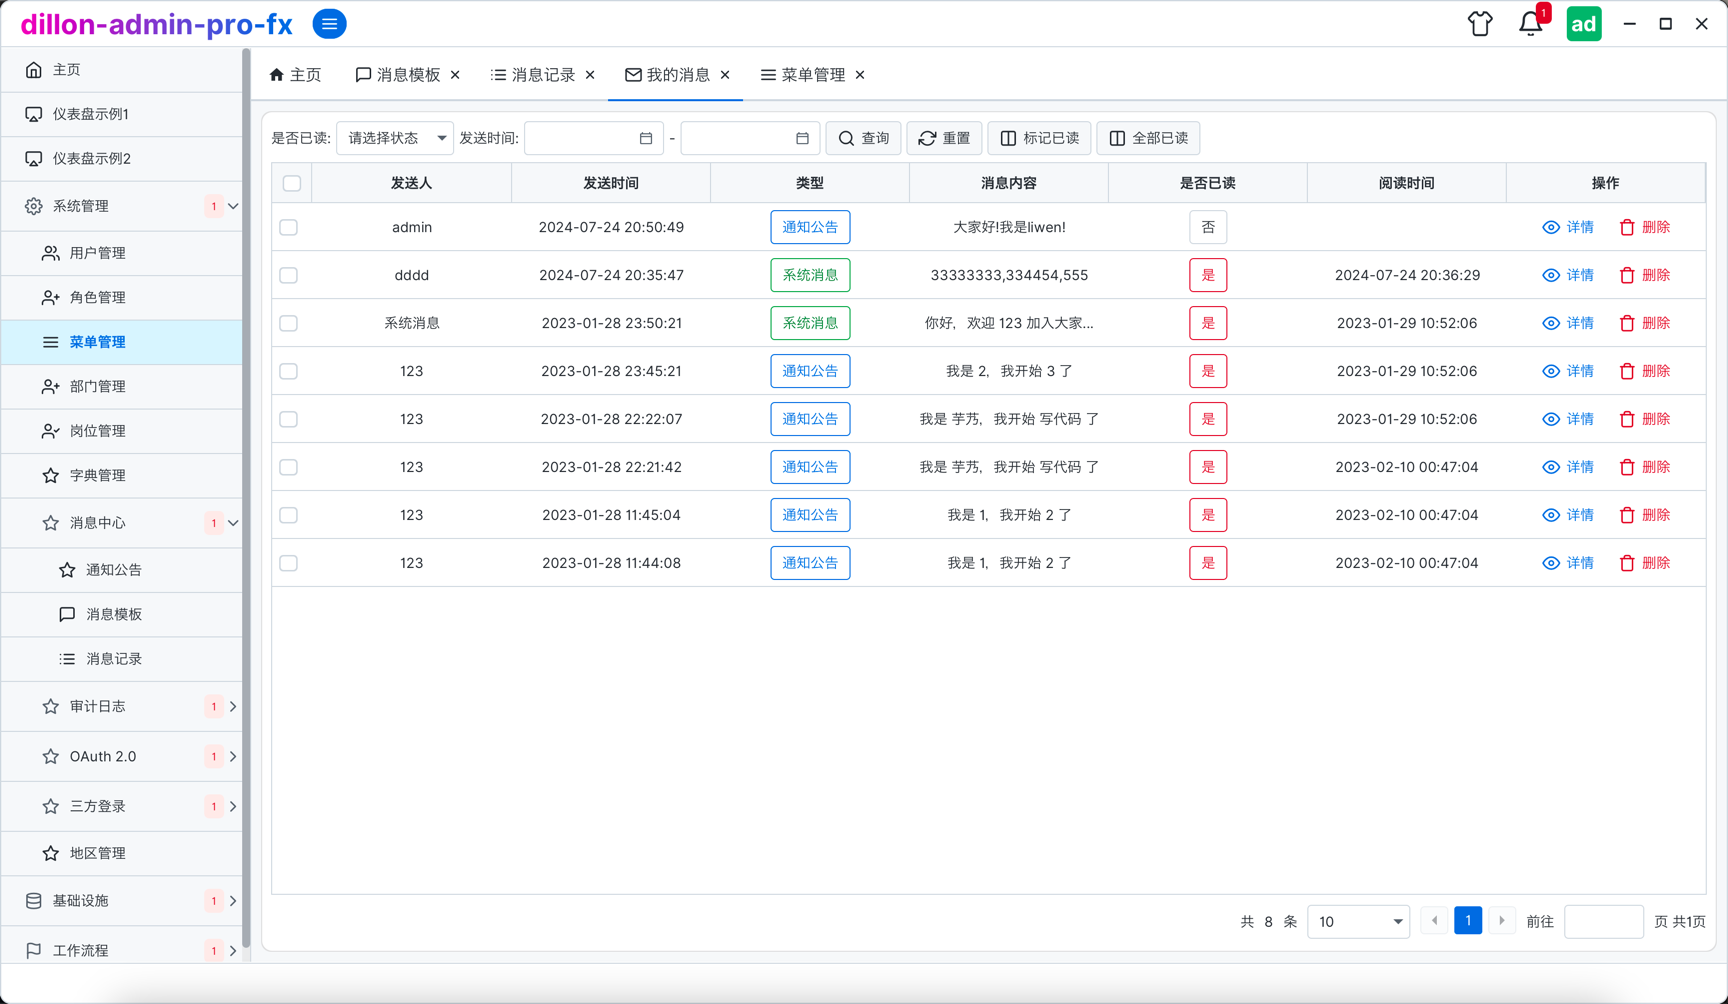 dillon-admin-pro-fx
1
ad
主页
仪表盘示例1
仪表盘示例2
系统管理 1
用户管理
角色管理
菜单管理
部门管理
岗位管理
字典管理
消息中心 1
通知公告
消息模板
消息记录
审计日志 1
OAuth 2.0 1
三方登录 1
地区管理
基础设施 1
工作流程 1
主页 消息模板 消息记录 我的消息 菜单管理
是否已读: 请选择状态 发送时间: - 查询 重置 标记已读 全部已读
发送人 发送时间 类型 消息内容 是否已读 阅读时间 操作
admin 2024-07-24 20:50:49 通知公告 大家好!我是liwen! 否 详情 删除
dddd 2024-07-24 20:35:47 系统消息 33333333,334454,555 是 2024-07-24 20:36:29 详情 删除
系统消息 2023-01-28 23:50:21 系统消息 你好，欢迎 123 加入大家... 是 2023-01-29 10:52:06 详情 删除
123 2023-01-28 23:45:21 通知公告 我是 2，我开始 3 了 是 2023-01-29 10:52:06 详情 删除
123 2023-01-28 22:22:07 通知公告 我是 芋艿，我开始 写代码 了 是 2023-01-29 10:52:06 详情 删除
123 2023-01-28 22:21:42 通知公告 我是 芋艿，我开始 写代码 了 是 2023-02-10 00:47:04 详情 删除
123 2023-01-28 11:45:04 通知公告 我是 1，我开始 2 了 是 2023-02-10 00:47:04 详情 删除
123 2023-01-28 11:44:08 通知公告 我是 1，我开始 2 了 是 2023-02-10 00:47:04 详情 删除
共 8 条 10 1 前往 页 共1页